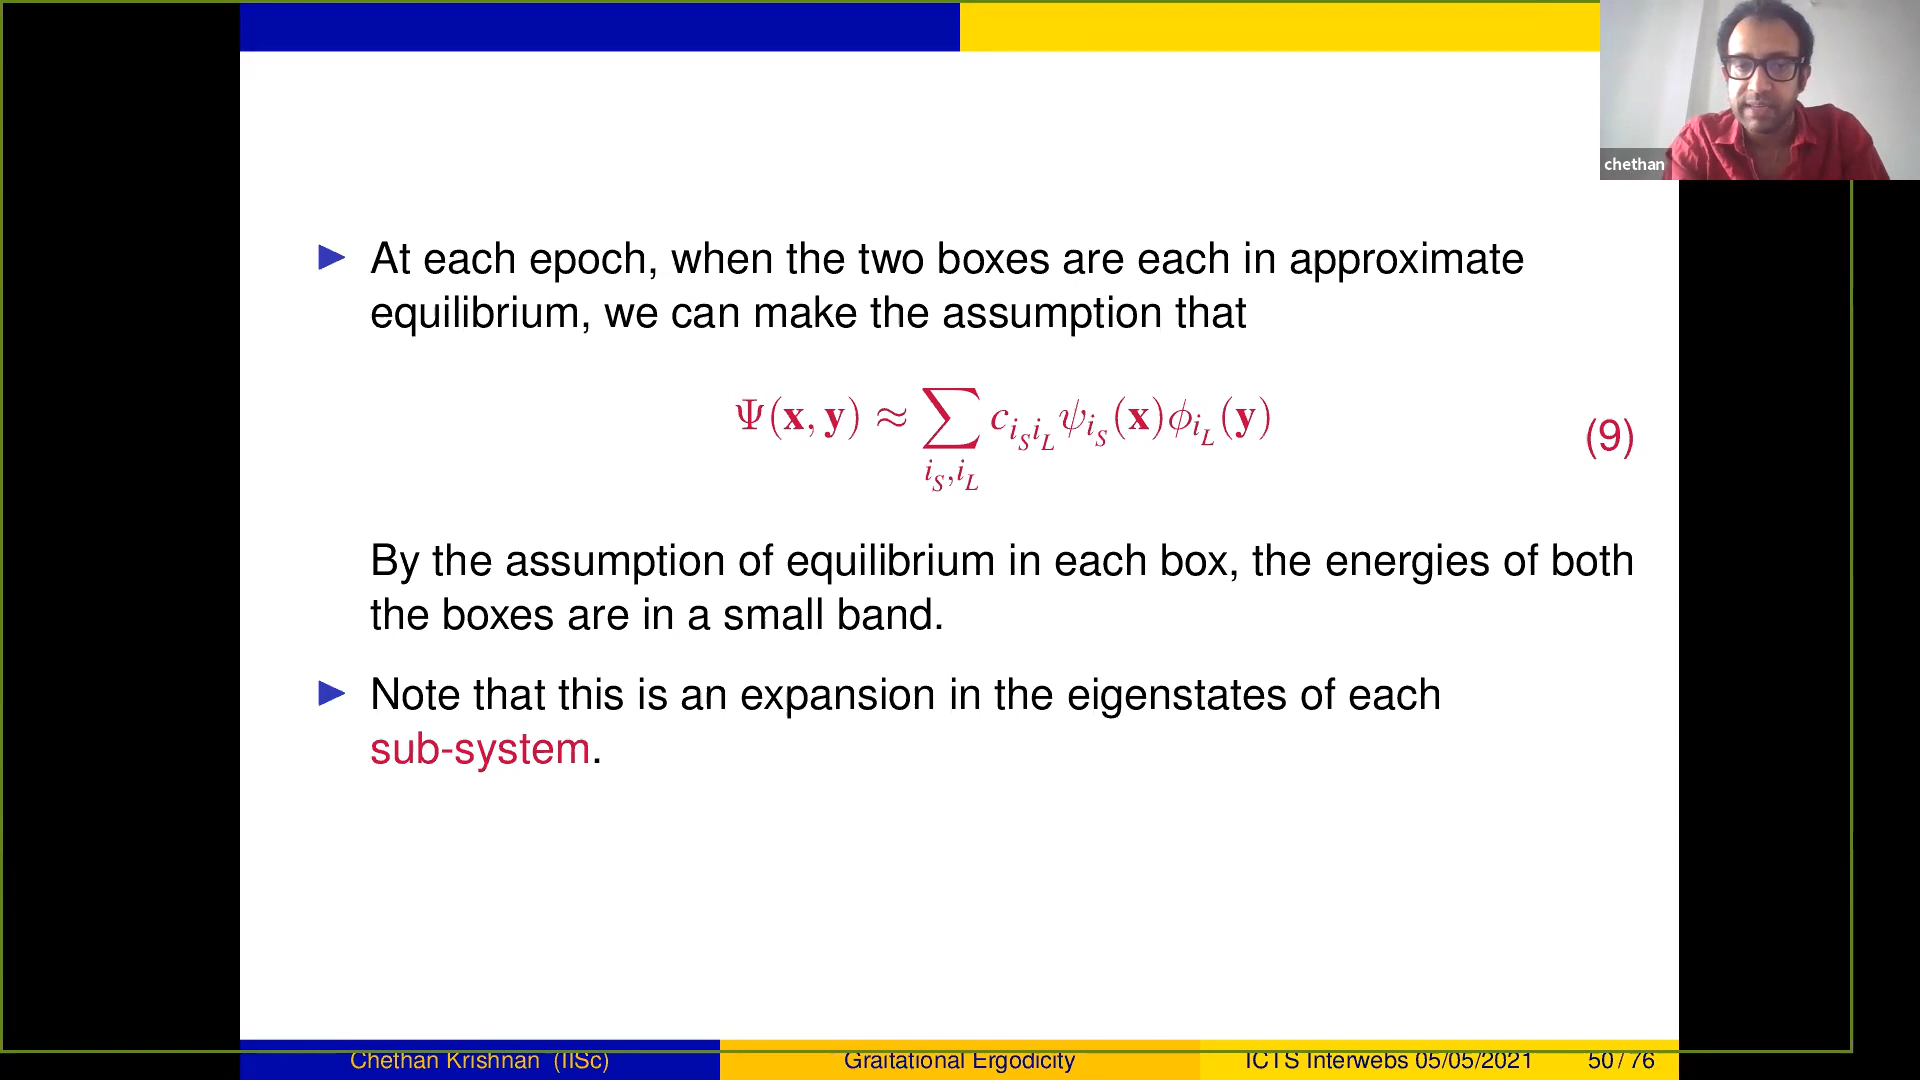 chethan
▶ At each epoch, when the two boxes are each in approximate
equilibrium, we can make the assumption that
Ψ(x, y) ≈ ∑_{i_S,i_L} c_{i_S i_L} ψ_{i_S}(x) ϕ_{i_L}(y) (9)
By the assumption of equilibrium in each box, the energies of both
the boxes are in a small band.
▶ Note that this is an expansion in the eigenstates of each
sub-system.
Chethan Krishnan (IISc) Graitational Ergodicity ICTS Interwebs 05/05/2021 50 / 76